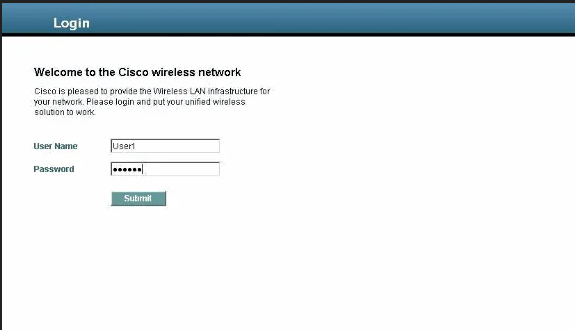 Login
Welcome to the Cisco wireless network
Cisco is pleased to provide the Wireless LAN infrastructure for
your network. Please login and put your unified wireless
solution to work.
User Name User1
Password ••••••
Submit